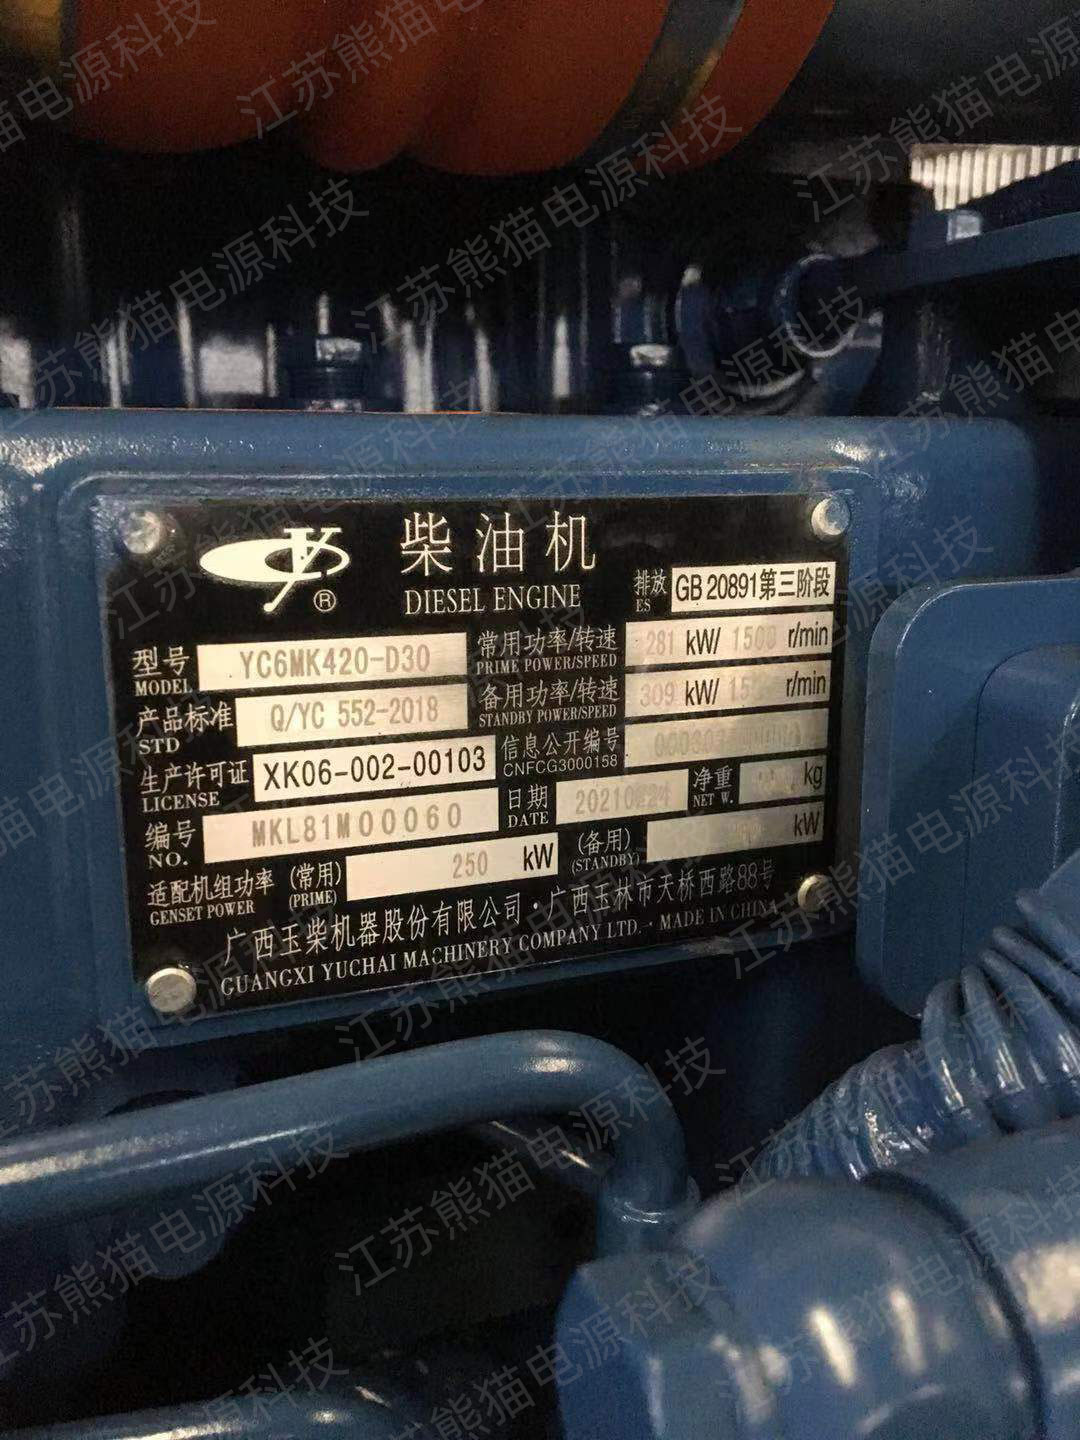 柴油机
DIESEL ENGINE
排放 ES GB 20891第三阶段
型号 MODEL YC6MK420-D30
常用功率/转速 PRIME POWER/SPEED 281 kW/ 1500 r/min
产品标准 STD Q/YC 552-2018
备用功率/转速 STANDBY POWER/SPEED 309 kW/ r/min
生产许可证 LICENSE XK06-002-00103
信息公开编号 CNFCG3000158
编号 NO. MKL81M00060
日期 DATE
净重 NET W. kg
适配机组功率 GENSET POWER (常用) (PRIME) 250 kW
(备用) (STANDBY) kW
广西玉柴机器股份有限公司·广西玉林市天桥西路88号
GUANGXI YUCHAI MACHINERY COMPANY LTD. MADE IN CHINA
江苏熊猫电源科技